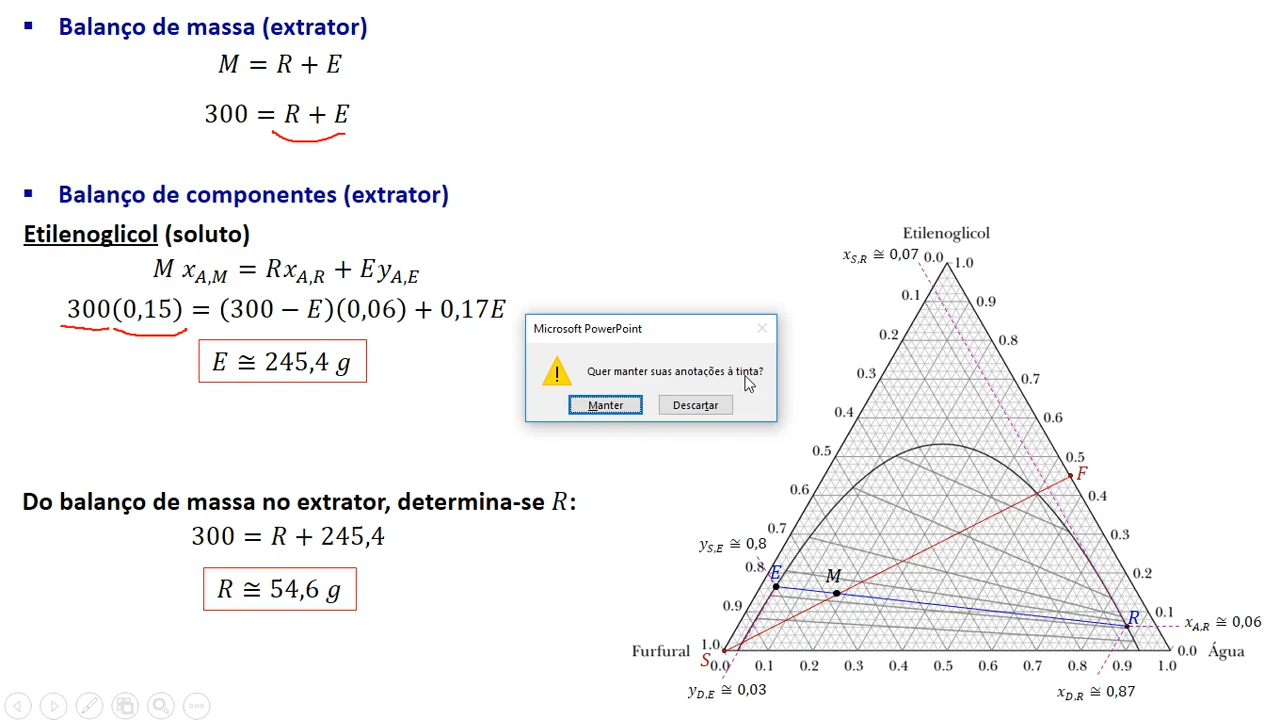 ▪ Balanço de massa (extrator)
M = R + E
300 = R + E
▪ Balanço de componentes (extrator)
Etilenoglicol (soluto)
M x_{A,M} = Rx_{A,R} + Ey_{A,E}
300(0,15) = (300 − E)(0,06) + 0,17E
E ≅ 245,4 g
Do balanço de massa no extrator, determina-se R:
300 = R + 245,4
R ≅ 54,6 g
Microsoft PowerPoint
Quer manter suas anotações à tinta?
Manter Descartar
Etilenoglicol
x_{S,R} ≅ 0,07 0.0 1.0
0.1 0.9
0.2 0.8
0.3 0.7
0.4 0.6
0.5 0.5
F
0.6 0.4
0.7 0.3
y_{S,E} ≅ 0,8
0.8 E M 0.2
0.9 0.1
R x_{A,R} ≅ 0,06
Furfural 1.0 0.0 Água
S 0.0 0.1 0.2 0.3 0.4 0.5 0.6 0.7 0.8 0.9 1.0
y_{D,E} ≅ 0,03 x_{D,R} ≅ 0,87